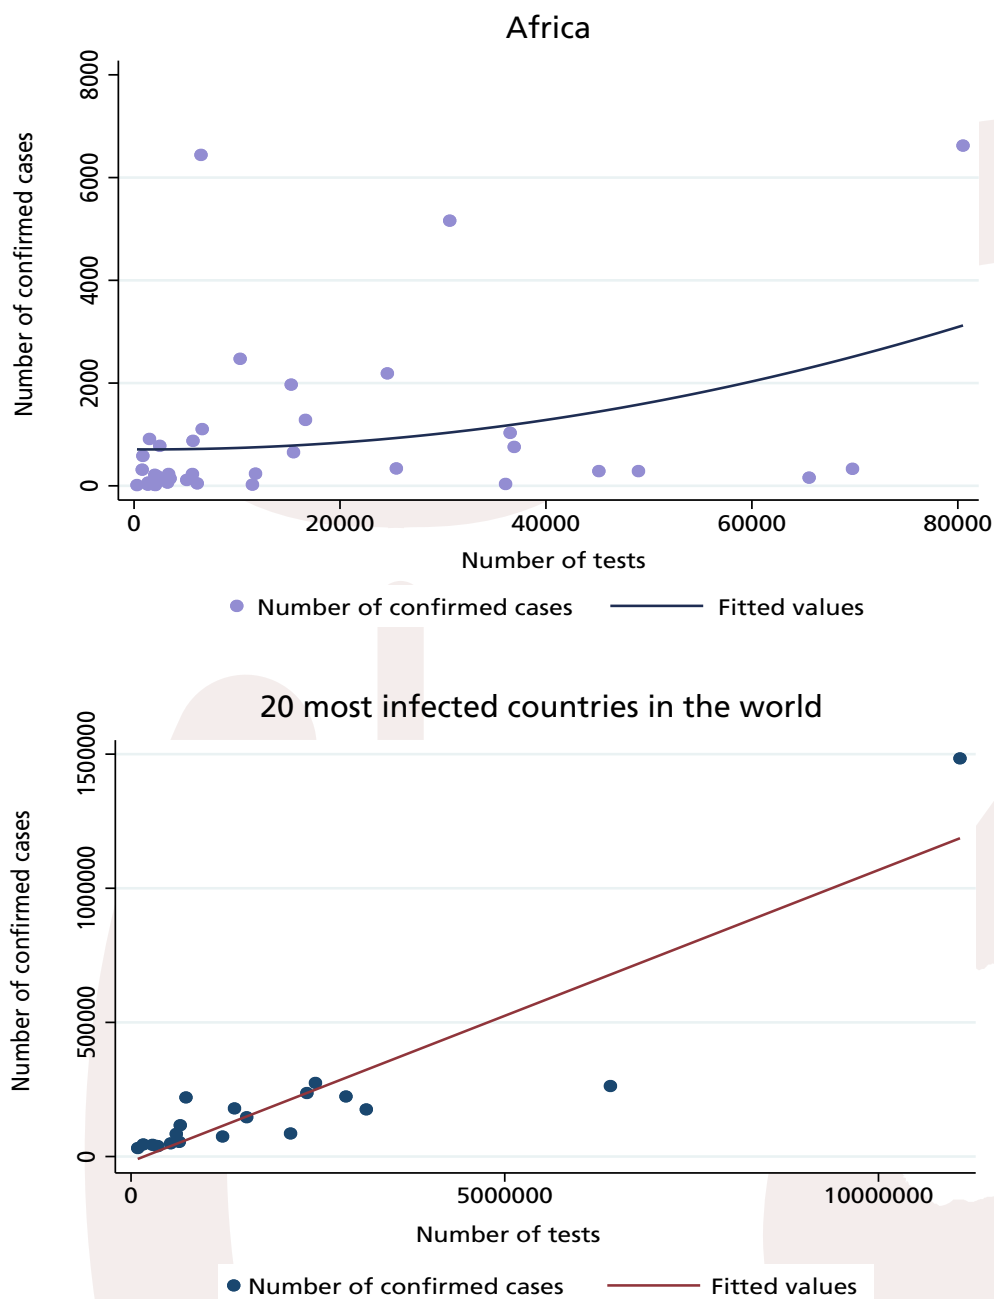 Africa
Number of confirmed cases
8000
6000
4000
2000
0
0 20000 40000 60000 80000
Number of tests
Number of confirmed cases Fitted values
20 most infected countries in the world
Number of confirmed cases
1500000
1000000
500000
0
0 5000000 10000000
Number of tests
Number of confirmed cases Fitted values